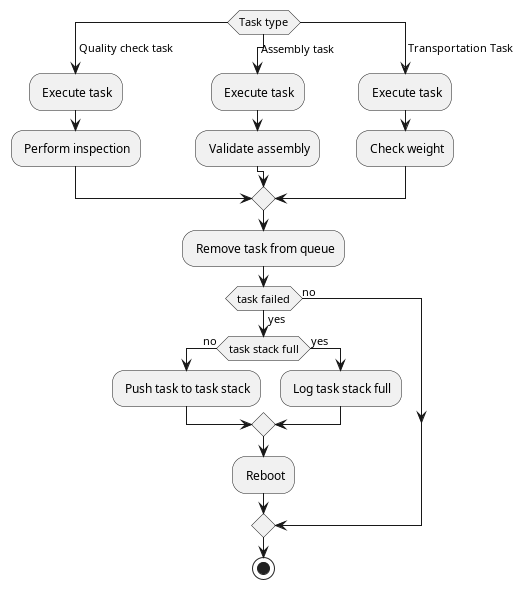 Task type
Quality check task
Assembly task
Transportation Task
Execute task
Execute task
Execute task
Perform inspection
Validate assembly
Check weight
Remove task from queue
task failed
no
yes
no
task stack full
yes
Push task to task stack
Log task stack full
Reboot